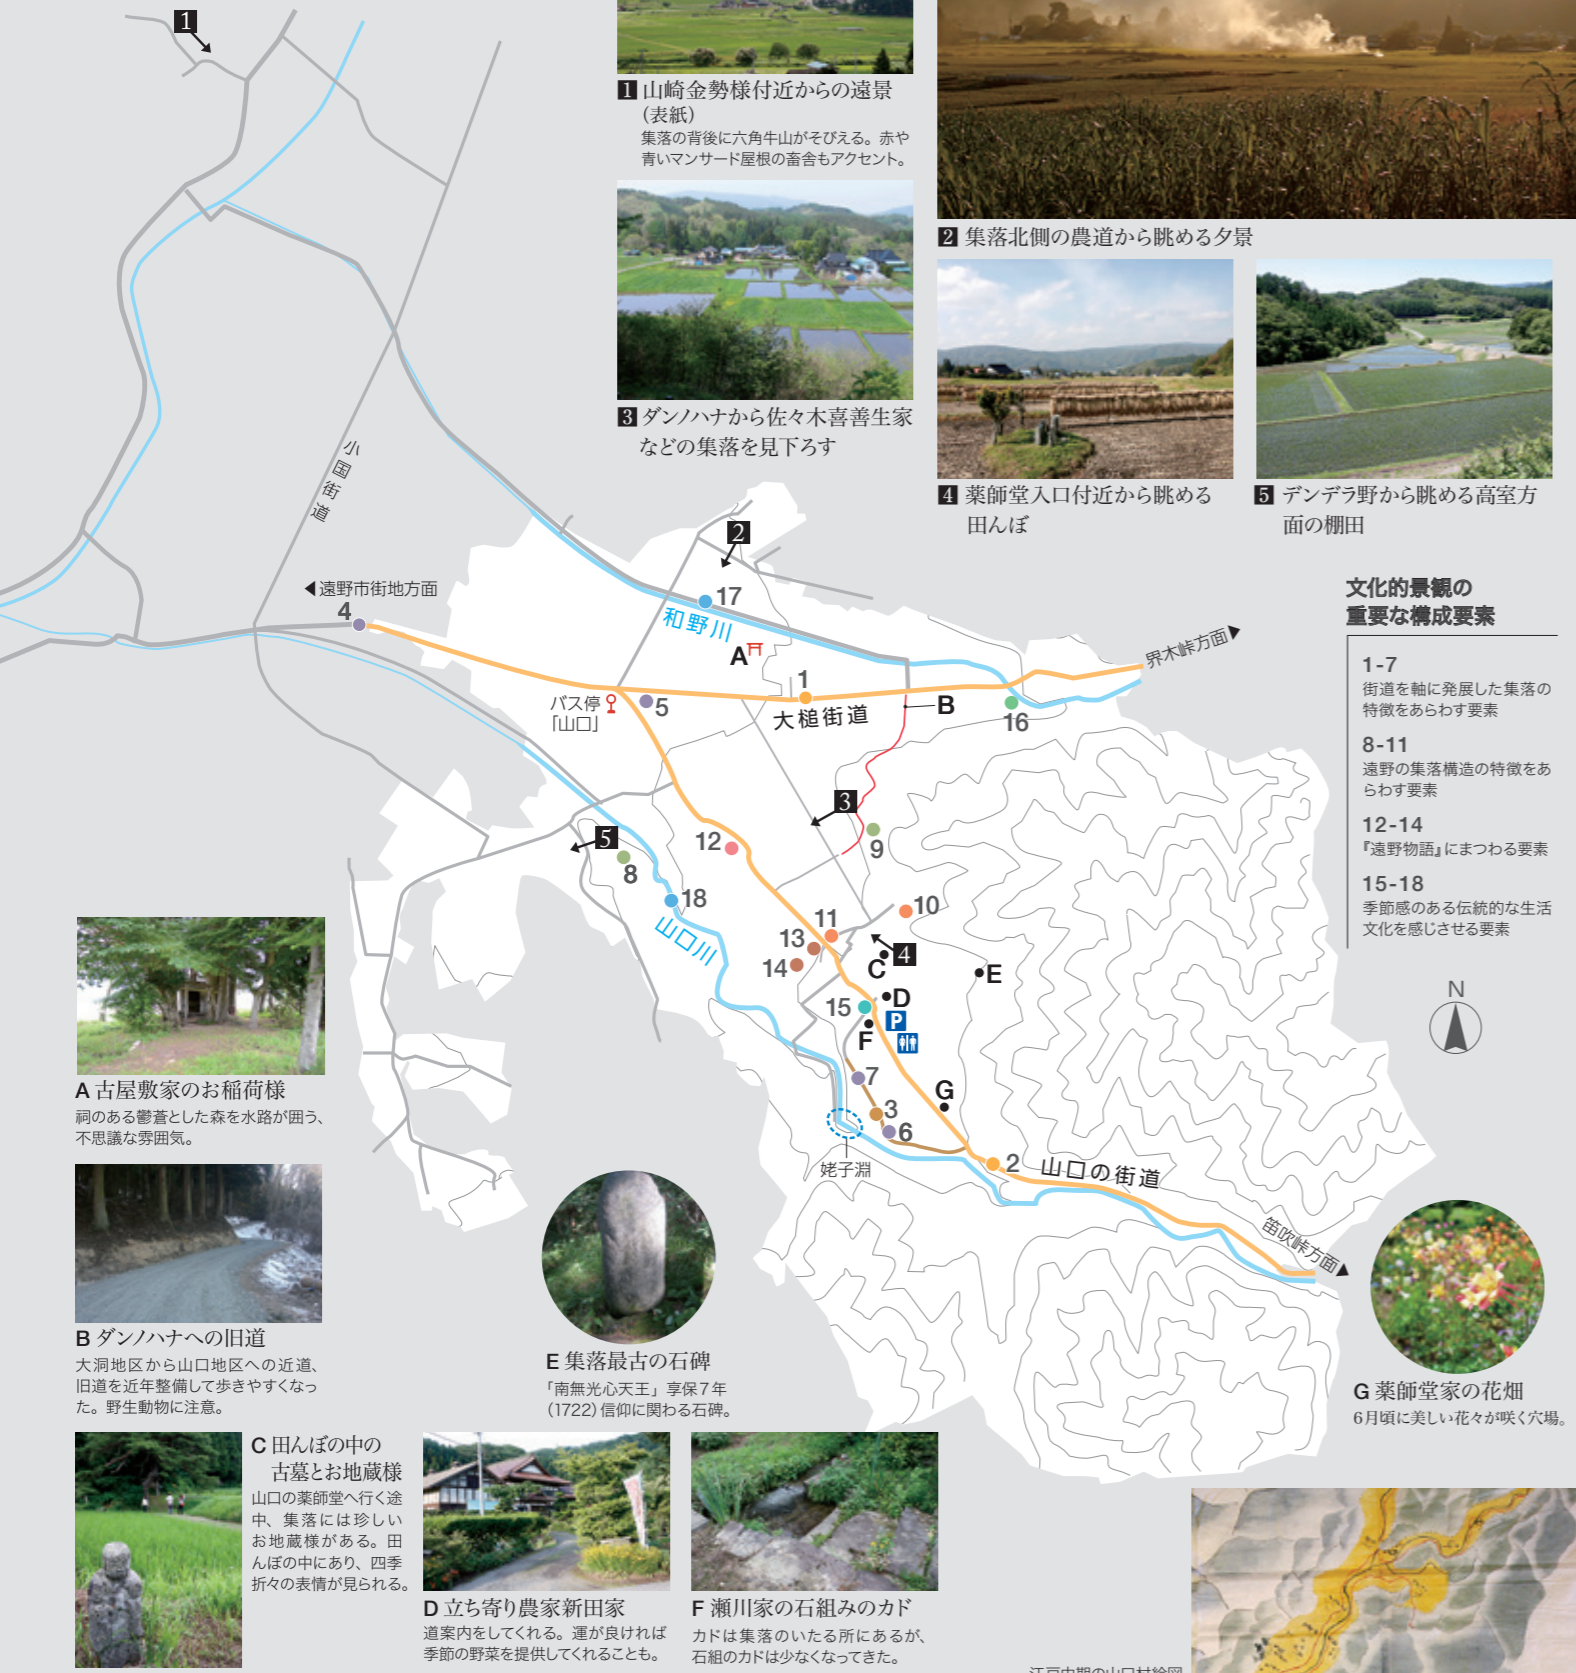 1
1 山崎金勢様付近からの遠景
(表紙)
集落の背後に六角牛山がそびえる。赤や
青いマンサード屋根の畜舎もアクセント。
2 集落北側の農道から眺める夕景
3 ダンノハナから佐々木喜善生家
などの集落を見下ろす
4 薬師堂入口付近から眺める
田んぼ
5 デンデラ野から眺める高室方
面の棚田
小国街道
2
◀遠野市街地方面
4
17
和野川
A
界木峠方面▶
バス停
「山口」
5
1
大槌街道
B
16
3
5
8
12
9
18
山口川
10
11
13
14
4
C
E
D
15
P
F
7
3
6
G
姥子淵
2
山口の街道
笛吹峠方面▶
文化的景観の
重要な構成要素
1-7
街道を軸に発展した集落の
特徴をあらわす要素
8-11
遠野の集落構造の特徴をあ
らわす要素
12-14
『遠野物語』にまつわる要素
15-18
季節感のある伝統的な生活
文化を感じさせる要素
N
A 古屋敷家のお稲荷様
祠のある鬱蒼とした森を水路が囲う、
不思議な雰囲気。
B ダンノハナへの旧道
大洞地区から山口地区への近道、
旧道を近年整備して歩きやすくなっ
た。野生動物に注意。
C 田んぼの中の
古墓とお地蔵様
山口の薬師堂へ行く途
中、集落には珍しい
お地蔵様がある。田
んぼの中にあり、四季
折々の表情が見られる。
D 立ち寄り農家新田家
道案内をしてくれる。運が良ければ
季節の野菜を提供してくれることも。
E 集落最古の石碑
「南無光心天王」享保7年
(1722)信仰に関わる石碑。
F 瀬川家の石組みのカド
カドは集落のいたる所にあるが、
石組のカドは少なくなってきた。
G 薬師堂家の花畑
6月頃に美しい花々が咲く穴場。
江戸中期の山口村絵図